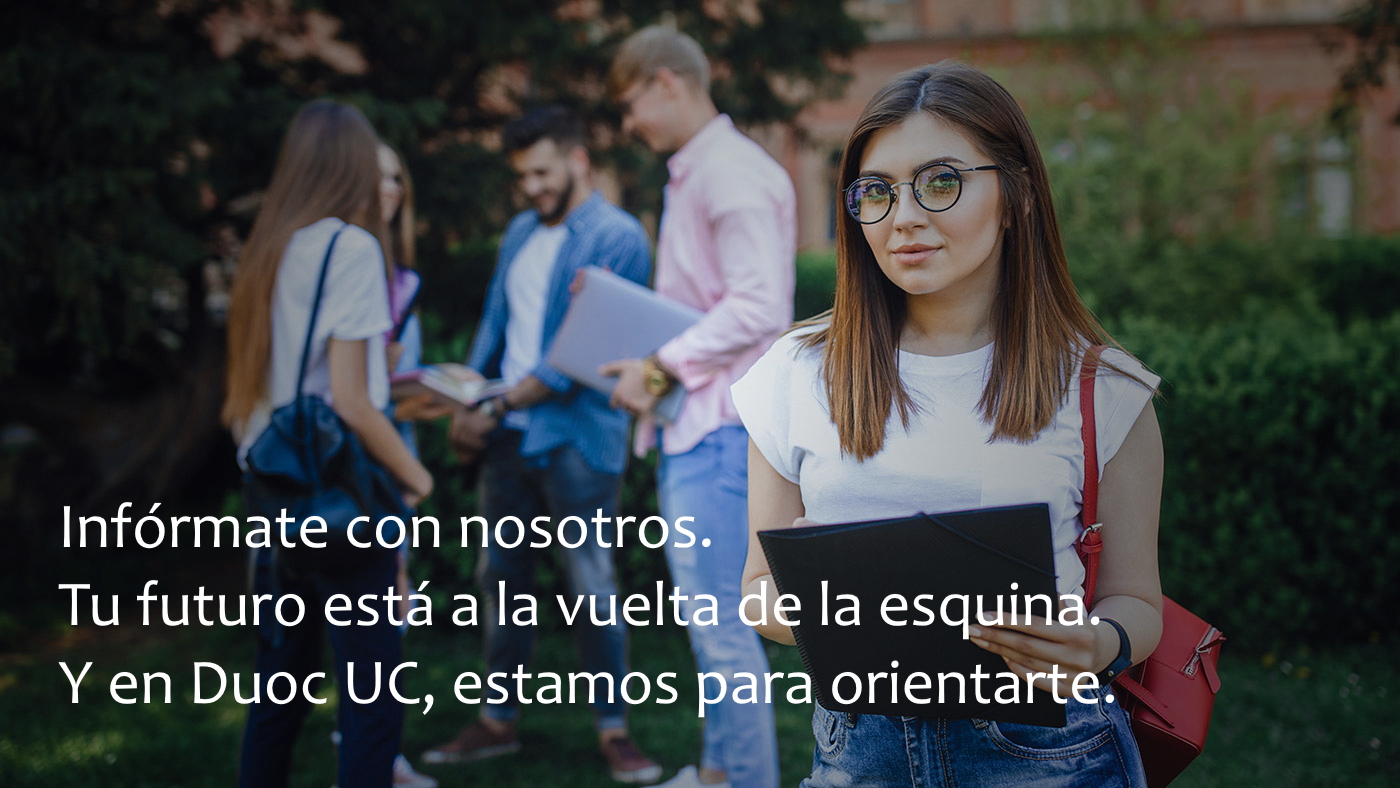 Infórmate con nosotros.
Tu futuro está a la vuelta de la esquina.
Y en Duoc UC, estamos para orientarte.